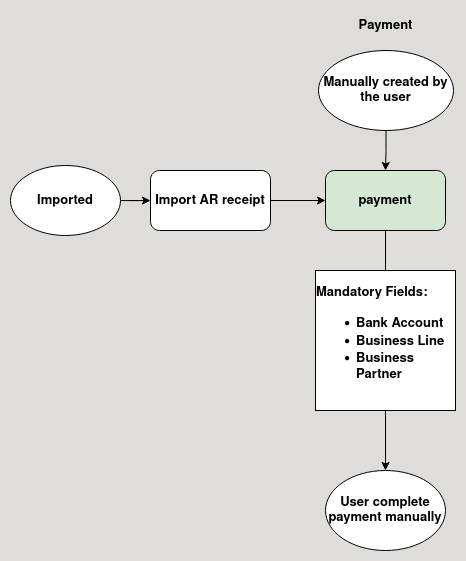 Payment
Manually created by
the user
Imported
Import AR receipt
payment
Mandatory Fields:
• Bank Account
• Business Line
• Business
Partner
User complete
payment manually